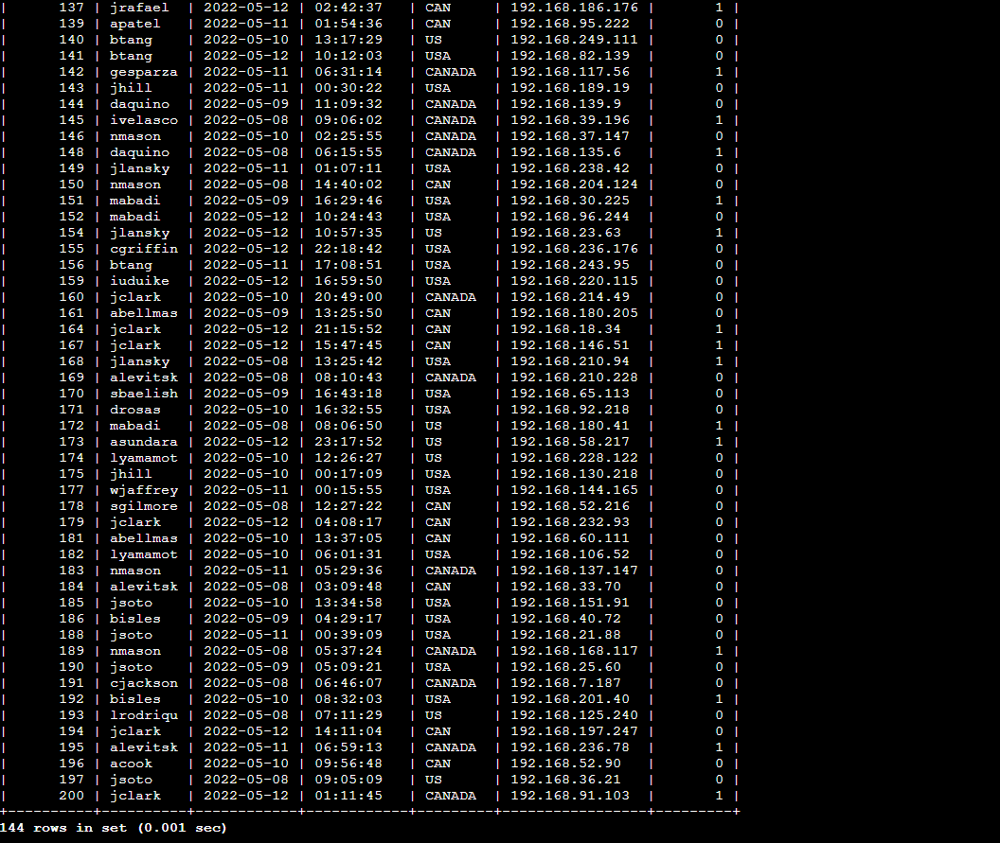 |      137 | jrafael  | 2022-05-12 | 02:42:37   | CAN     | 192.168.186.176 |       1 |
|      139 | apatel   | 2022-05-11 | 01:54:36   | CAN     | 192.168.95.222  |       0 |
|      140 | btang    | 2022-05-10 | 13:17:29   | US      | 192.168.249.111 |       0 |
|      141 | btang    | 2022-05-12 | 10:12:03   | USA     | 192.168.82.139  |       0 |
|      142 | gesparza | 2022-05-11 | 06:31:14   | CANADA  | 192.168.117.56  |       1 |
|      143 | jhill    | 2022-05-11 | 00:30:22   | USA     | 192.168.189.19  |       0 |
|      144 | daquino  | 2022-05-09 | 11:09:32   | CANADA  | 192.168.139.9   |       0 |
|      145 | ivelasco | 2022-05-08 | 09:06:02   | CANADA  | 192.168.39.196  |       1 |
|      146 | nmason   | 2022-05-10 | 02:25:55   | CANADA  | 192.168.37.147  |       0 |
|      148 | daquino  | 2022-05-08 | 06:15:55   | CANADA  | 192.168.135.6   |       1 |
|      149 | jlansky  | 2022-05-11 | 01:07:11   | USA     | 192.168.238.42  |       0 |
|      150 | nmason   | 2022-05-08 | 14:40:02   | CAN     | 192.168.204.124 |       0 |
|      151 | mabadi   | 2022-05-09 | 16:29:46   | USA     | 192.168.30.225  |       1 |
|      152 | mabadi   | 2022-05-12 | 10:24:43   | USA     | 192.168.96.244  |       0 |
|      154 | jlansky  | 2022-05-12 | 10:57:35   | US      | 192.168.23.63   |       1 |
|      155 | cgriffin | 2022-05-12 | 22:18:42   | USA     | 192.168.236.176 |       0 |
|      156 | btang    | 2022-05-11 | 17:08:51   | USA     | 192.168.243.95  |       0 |
|      159 | iuduike  | 2022-05-12 | 16:59:50   | USA     | 192.168.220.115 |       0 |
|      160 | jclark   | 2022-05-10 | 20:49:00   | CANADA  | 192.168.214.49  |       0 |
|      161 | abellmas | 2022-05-09 | 13:25:50   | CAN     | 192.168.180.205 |       0 |
|      164 | jclark   | 2022-05-12 | 21:15:52   | CAN     | 192.168.18.34   |       1 |
|      167 | jclark   | 2022-05-12 | 15:47:45   | CAN     | 192.168.146.51  |       1 |
|      168 | jlansky  | 2022-05-08 | 13:25:42   | USA     | 192.168.210.94  |       1 |
|      169 | alevitsk | 2022-05-08 | 08:10:43   | CANADA  | 192.168.210.228 |       0 |
|      170 | sbaelish | 2022-05-09 | 16:43:18   | USA     | 192.168.65.113  |       0 |
|      171 | drosas   | 2022-05-10 | 16:32:55   | USA     | 192.168.92.218  |       0 |
|      172 | mabadi   | 2022-05-08 | 08:06:50   | US      | 192.168.180.41  |       1 |
|      173 | asundara | 2022-05-12 | 23:17:52   | US      | 192.168.58.217  |       1 |
|      174 | lyamamot | 2022-05-10 | 12:26:27   | US      | 192.168.228.122 |       0 |
|      175 | jhill    | 2022-05-10 | 00:17:09   | USA     | 192.168.130.218 |       0 |
|      177 | wjaffrey | 2022-05-11 | 00:15:55   | USA     | 192.168.144.165 |       0 |
|      178 | sgilmore | 2022-05-08 | 12:27:22   | CAN     | 192.168.52.216  |       0 |
|      179 | jclark   | 2022-05-12 | 04:08:17   | CAN     | 192.168.232.93  |       0 |
|      181 | abellmas | 2022-05-10 | 13:37:05   | CAN     | 192.168.60.111  |       0 |
|      182 | lyamamot | 2022-05-10 | 06:01:31   | USA     | 192.168.106.52  |       0 |
|      183 | nmason   | 2022-05-11 | 05:29:36   | CANADA  | 192.168.137.147 |       0 |
|      184 | alevitsk | 2022-05-08 | 03:09:48   | CAN     | 192.168.33.70   |       0 |
|      185 | jsoto    | 2022-05-10 | 13:34:58   | USA     | 192.168.151.91  |       0 |
|      186 | bisles   | 2022-05-09 | 04:29:17   | USA     | 192.168.40.72   |       0 |
|      188 | jsoto    | 2022-05-11 | 00:39:09   | USA     | 192.168.21.88   |       0 |
|      189 | nmason   | 2022-05-08 | 05:37:24   | CANADA  | 192.168.168.117 |       1 |
|      190 | jsoto    | 2022-05-09 | 05:09:21   | USA     | 192.168.25.60   |       0 |
|      191 | cjackson | 2022-05-08 | 06:46:07   | CANADA  | 192.168.7.187   |       0 |
|      192 | bisles   | 2022-05-10 | 08:32:03   | USA     | 192.168.201.40  |       1 |
|      193 | lrodriqu | 2022-05-08 | 07:11:29   | US      | 192.168.125.240 |       0 |
|      194 | jclark   | 2022-05-12 | 14:11:04   | CAN     | 192.168.197.247 |       0 |
|      195 | alevitsk | 2022-05-11 | 06:59:13   | CANADA  | 192.168.236.78  |       1 |
|      196 | acook    | 2022-05-10 | 09:56:48   | CAN     | 192.168.52.90   |       0 |
|      197 | jsoto    | 2022-05-08 | 09:05:09   | US      | 192.168.36.21   |       0 |
|      200 | jclark   | 2022-05-12 | 01:11:45   | CANADA  | 192.168.91.103  |       1 |
+----------+----------+------------+------------+---------+-----------------+---------+
144 rows in set (0.001 sec)